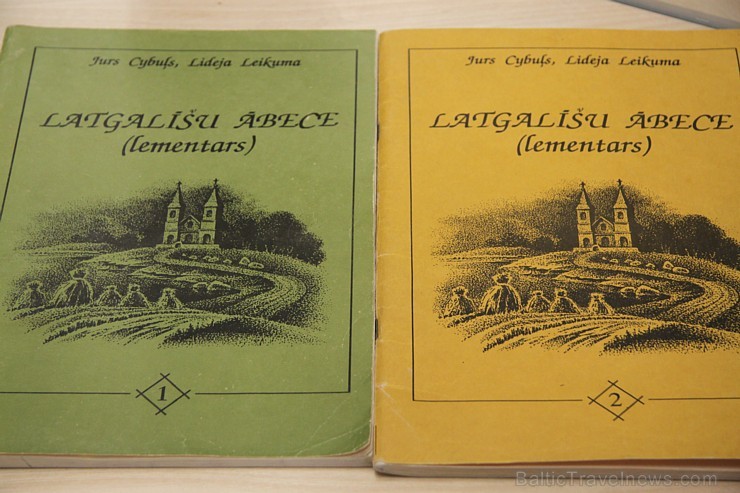 Jurs Cybuļs, Lideja Leikuma
LATGALĪŠU ĀBECE
(lementars)
1
Jurs Cybuļs, Lideja Leikuma
LATGALĪŠU ĀBECE
(lementars)
2
BalticTravelnews.com